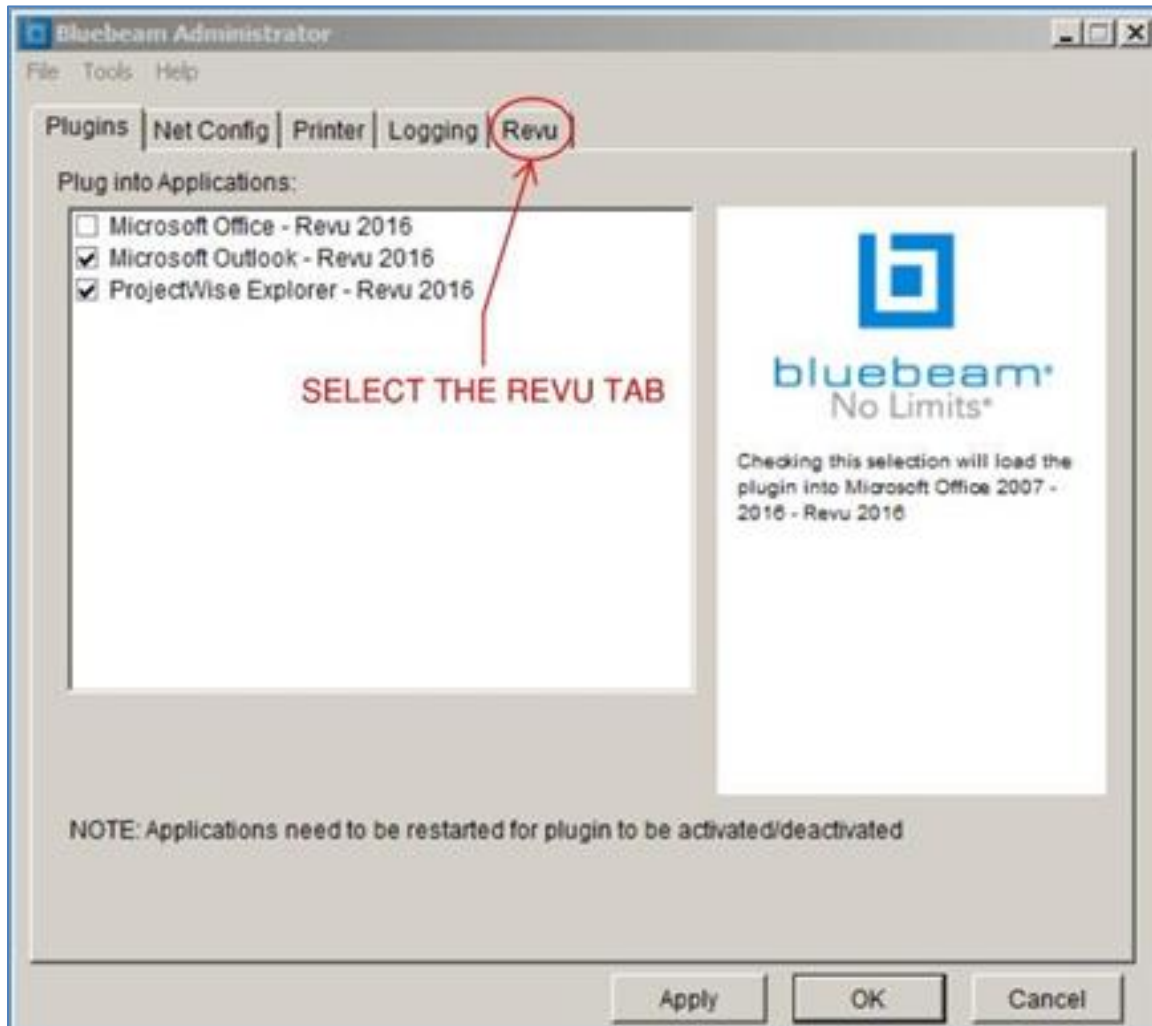 Bluebeam Administrator
File Tools Help
Plugins Net Config Printer Logging Revu
Plug into Applications:
Microsoft Office - Revu 2016
Microsoft Outlook - Revu 2016
ProjectWise Explorer - Revu 2016
SELECT THE REVU TAB
bluebeam®
No Limits®
Checking this selection will load the
plugin into Microsoft Office 2007 -
2016 - Revu 2016
NOTE: Applications need to be restarted for plugin to be activated/deactivated
Apply OK Cancel